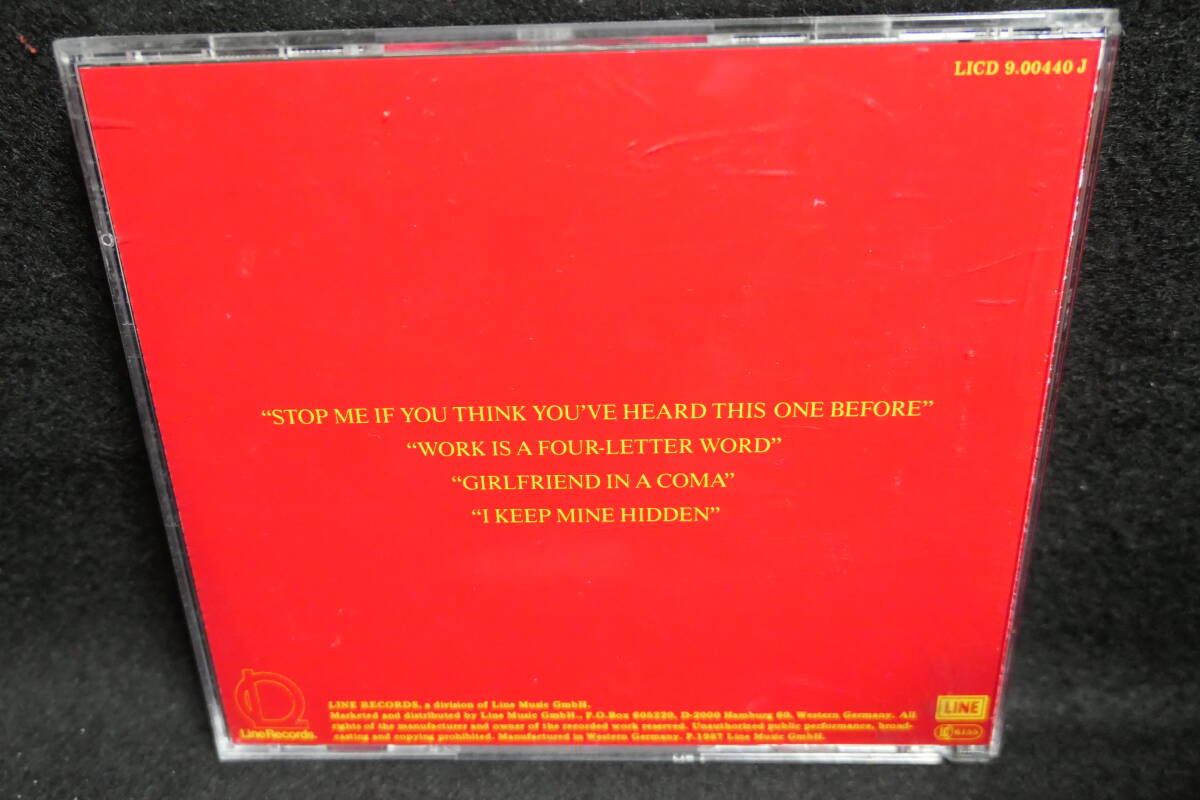 LICD 9.00440 J
“STOP ME IF YOU THINK YOU’VE HEARD THIS ONE BEFORE”
“WORK IS A FOUR-LETTER WORD”
“GIRLFRIEND IN A COMA”
“I KEEP MINE HIDDEN”
LINE RECORDS, a division of Line Music GmbH.
Marketed and distributed by Line Music GmbH., P.O.Box 605220, D-2000 Hamburg 60, Western Germany. All
rights of the manufacturer and owner of the recorded work reserved. Unauthorized public performance, broad-
casting and copying prohibited. Manufactured in Western Germany. P.1987 Line Music GmbH.
LineRecords.
LINE